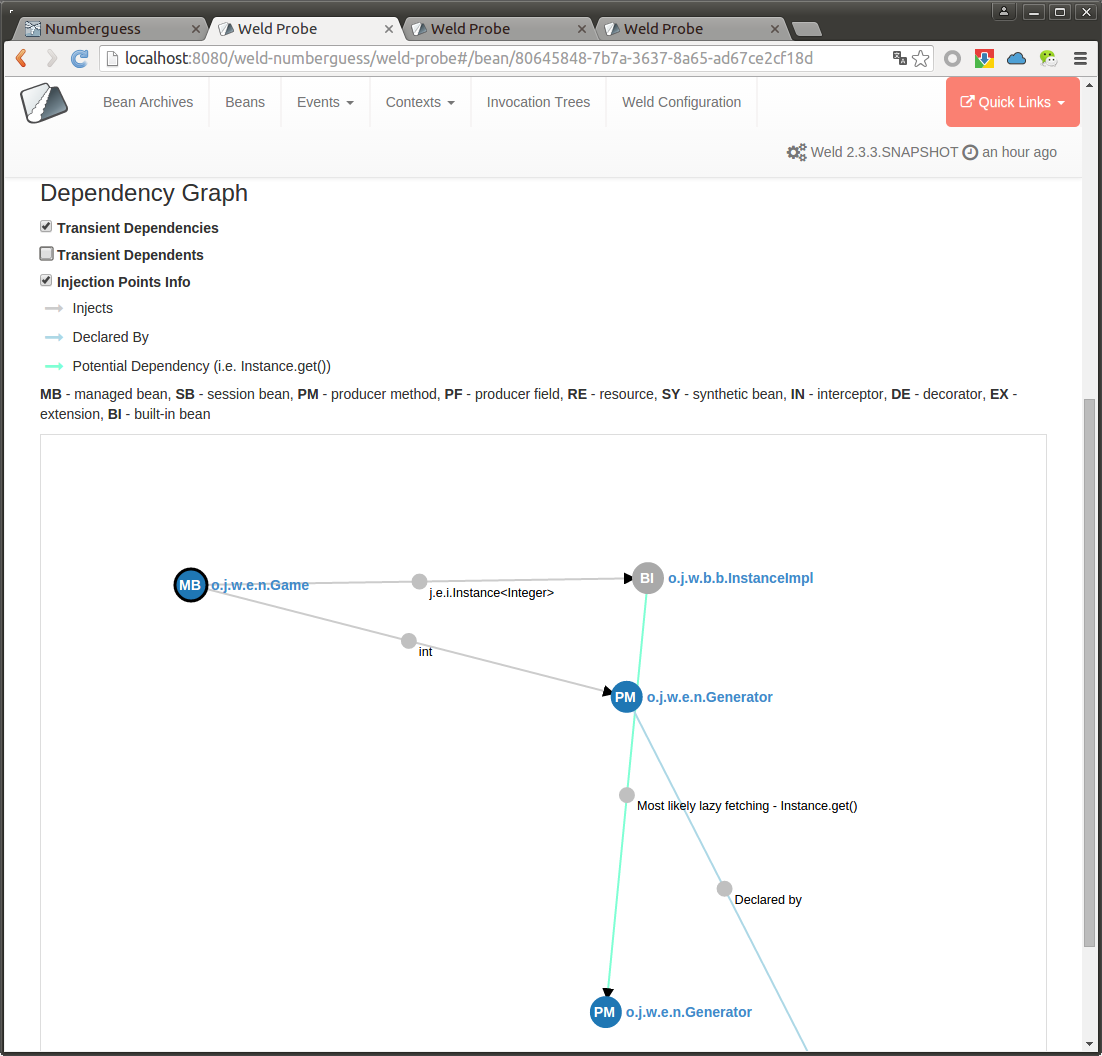 Numberguess
Weld Probe
Weld Probe
Weld Probe
localhost:8080/weld-numberguess/weld-probe#/bean/80645848-7b7a-3637-8a65-ad67ce2cf18d
Bean Archives Beans Events Contexts Invocation Trees Weld Configuration Quick Links
Weld 2.3.3.SNAPSHOT an hour ago
Dependency Graph
Transient Dependencies
Transient Dependents
Injection Points Info
Injects
Declared By
Potential Dependency (i.e. Instance.get())
MB - managed bean, SB - session bean, PM - producer method, PF - producer field, RE - resource, SY - synthetic bean, IN - interceptor, DE - decorator, EX -
extension, BI - built-in bean
MB o.j.w.e.n.Game
BI o.j.w.b.b.InstanceImpl
j.e.i.Instance<Integer>
int
PM o.j.w.e.n.Generator
Most likely lazy fetching - Instance.get()
Declared by
PM o.j.w.e.n.Generator